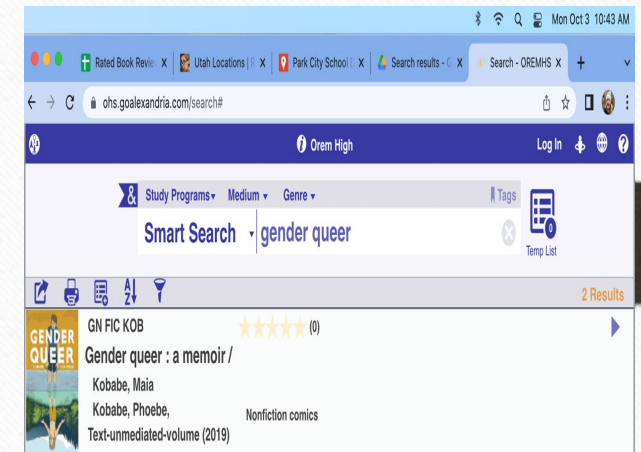 Mon Oct 3 10:43 AM
Rated Book Review X Utah Locations | R X Park City School D X Search results - G X Search - OREMHS X +
ohs.goalexandria.com/search#
Orem High Log In
& Study Programs Medium Genre Tags
Smart Search gender queer
0
Temp List
A Z
2 Results
GN FIC KOB (0)
GENDER
QUEER
Gender queer : a memoir /
Kobabe, Maia
Kobabe, Phoebe, Nonfiction comics
Text-unmediated-volume (2019)